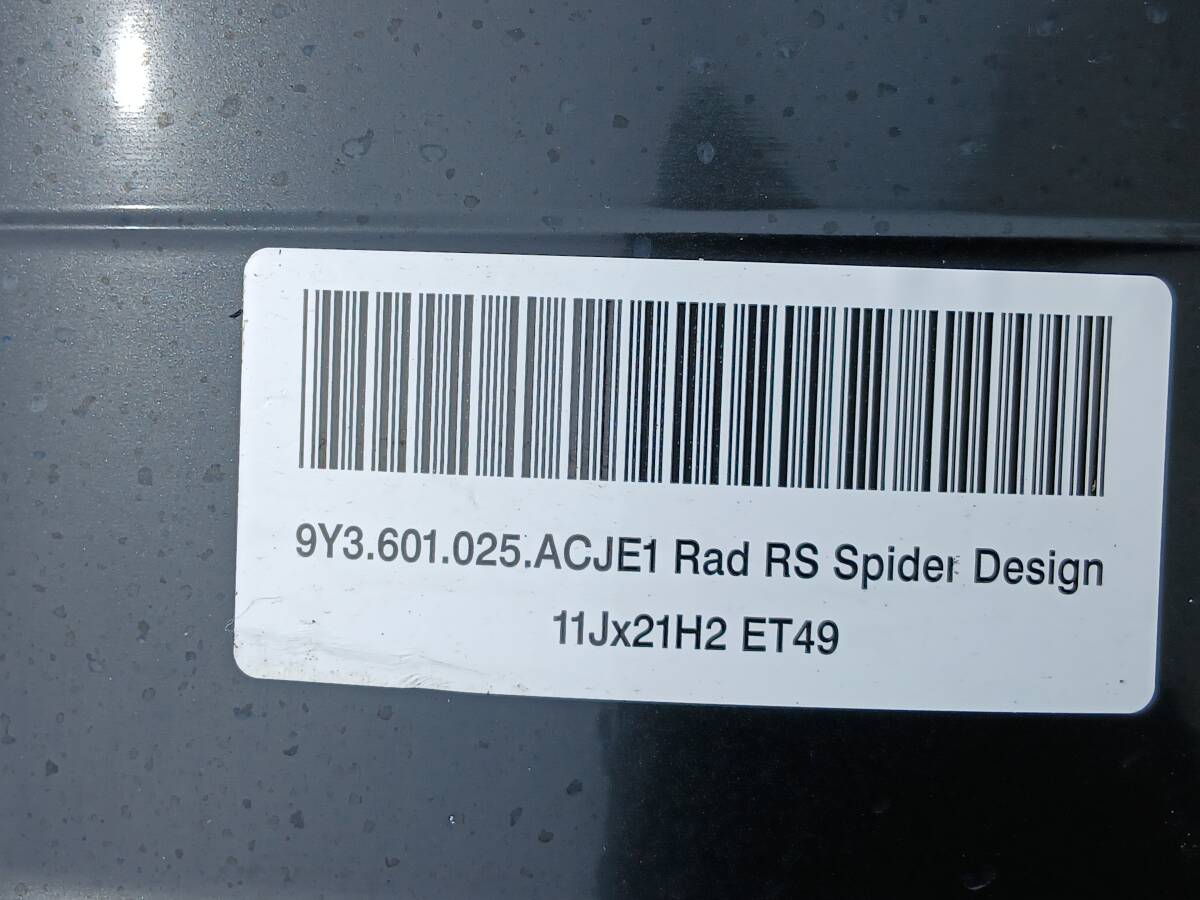 9Y3.601.025.ACJE1 Rad RS Spider Design
11Jx21H2 ET49